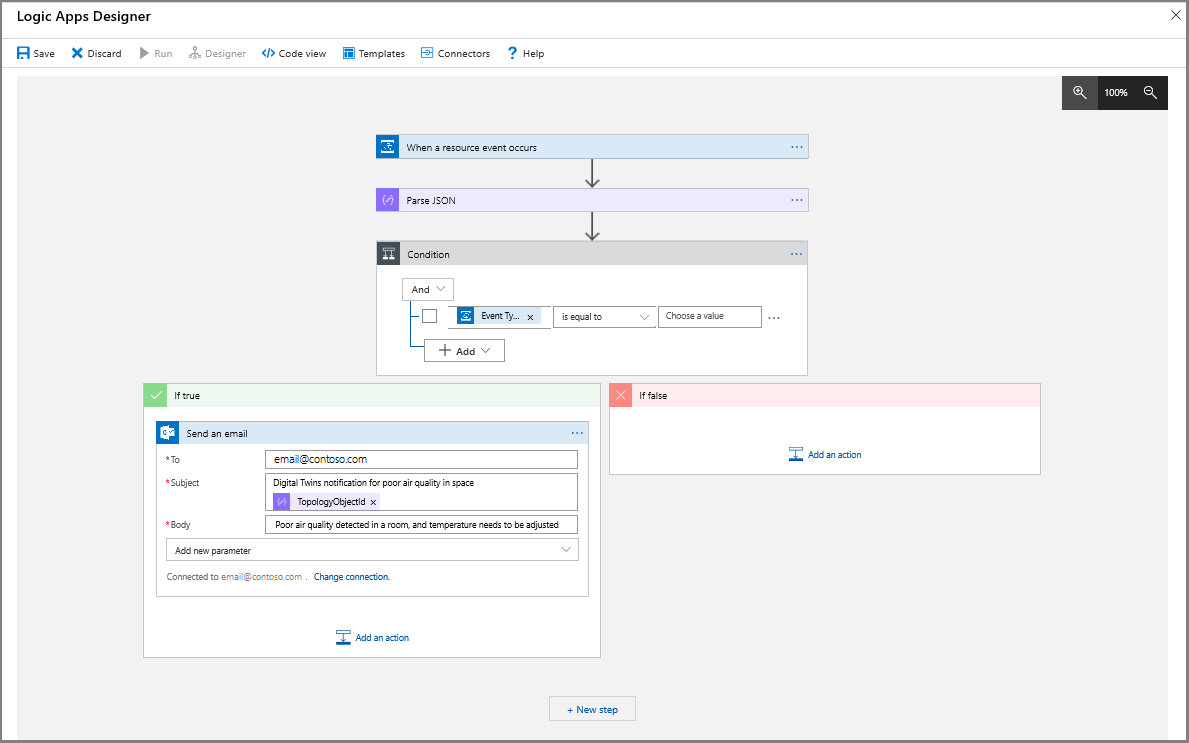 Logic Apps Designer
Save Discard Run Designer Code view Templates Connectors ? Help
100%
When a resource event occurs ...
Parse JSON ...
Condition ...
And
Event Ty... x is equal to Choose a value ...
+ Add
If true If false
Send an email ...
Add an action
*To email@contoso.com
*Subject Digital Twins notification for poor air quality in space
TopologyObjectId x
*Body Poor air quality detected in a room, and temperature needs to be adjusted
Add new parameter
Connected to email@contoso.com . Change connection.
Add an action
+ New step